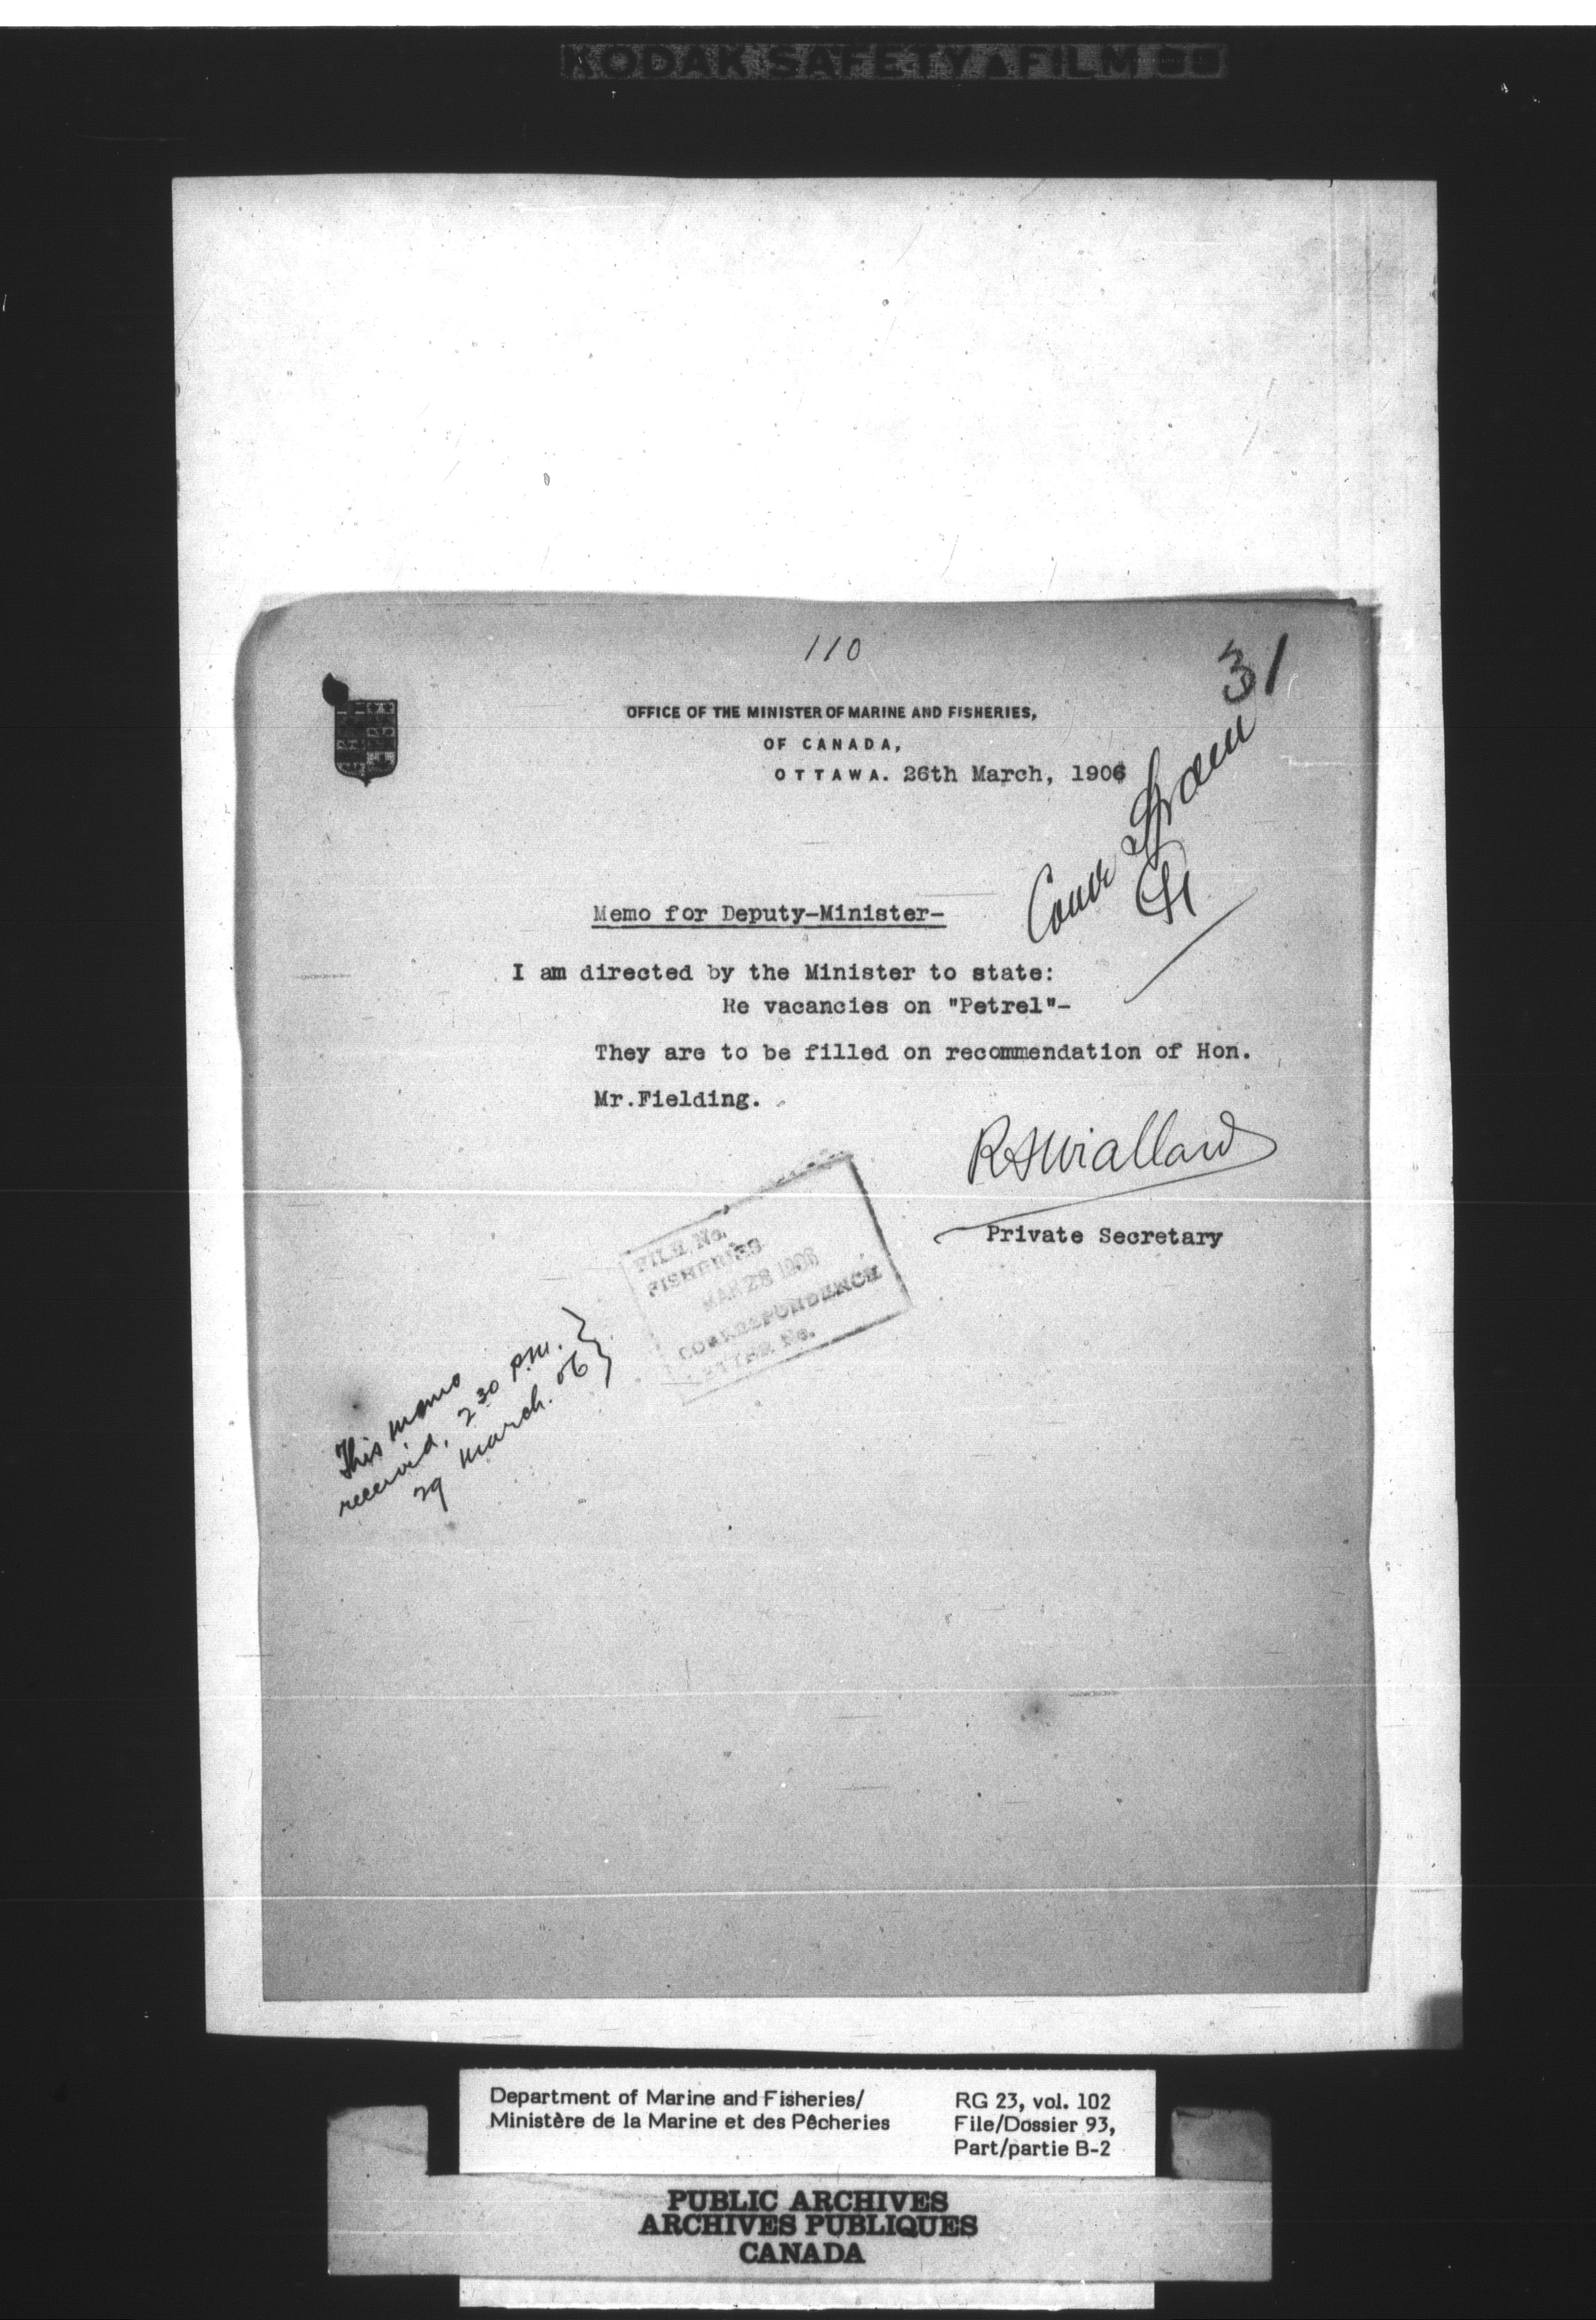 KODAK SAFETY FILM
110
31
OFFICE OF THE MINISTER OF MARINE AND FISHERIES,
OF CANADA,
OTTAWA. 26th March, 1906
Memo for Deputy-Minister-
I am directed by the Minister to state:
Re vacancies on "Petrel"-
They are to be filled on recommendation of Hon.
Mr.Fielding.
Private Secretary
FILE No.
FISHERIES
MAR 28 1906
CORRESPONDENCE
LETTER No.
This memo
received, 2 30 P.M.
29 March. 06
Department of Marine and Fisheries/
Ministère de la Marine et des Pêcheries
RG 23, vol. 102
File/Dossier 93,
Part/partie B-2
PUBLIC ARCHIVES
ARCHIVES PUBLIQUES
CANADA